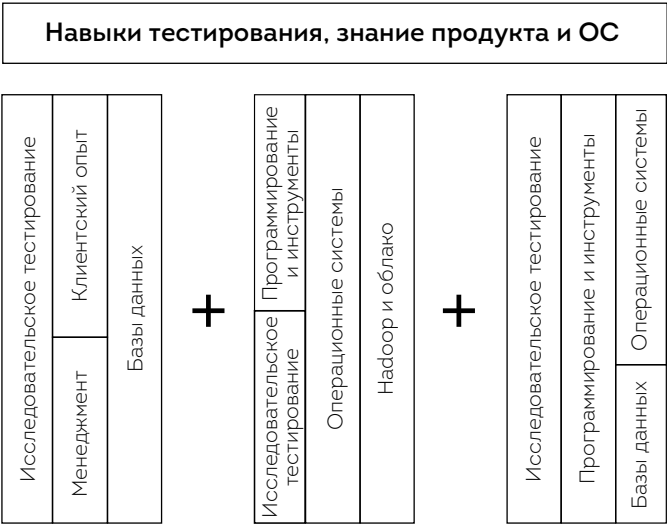 Навыки тестирования, знание продукта и ОС
Исследовательское тестирование
Клиентский опыт
Менеджмент
Базы данных
+
Программирование
и инструменты
Исследовательское
тестирование
Операционные системы
Hadoop и облако
+
Исследовательское тестирование
Программирование и инструменты
Операционные системы
Базы данных